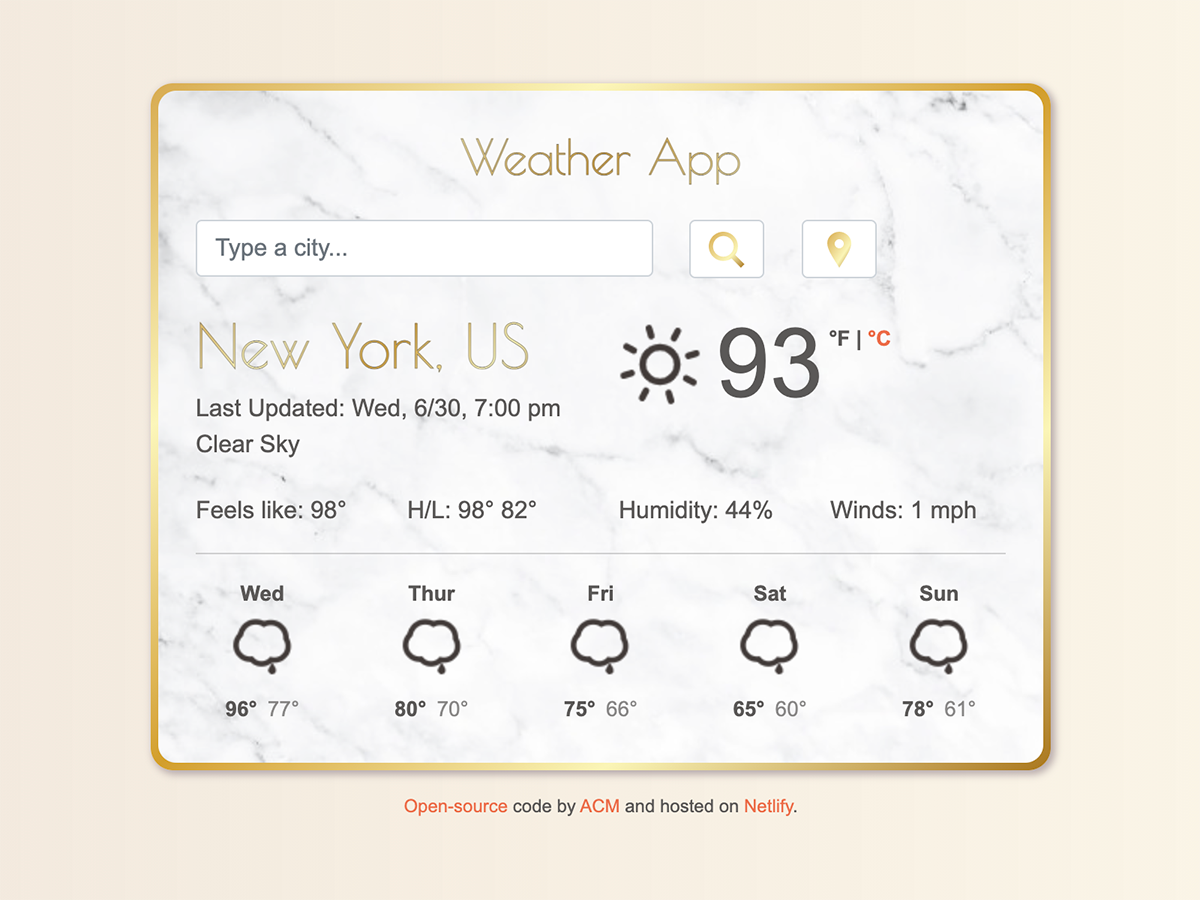 Weather App
Type a city...
New York, US
93 °F | °C
Last Updated: Wed, 6/30, 7:00 pm
Clear Sky
Feels like: 98° H/L: 98° 82° Humidity: 44% Winds: 1 mph
Wed Thur Fri Sat Sun
96° 77° 80° 70° 75° 66° 65° 60° 78° 61°
Open-source code by ACM and hosted on Netlify.